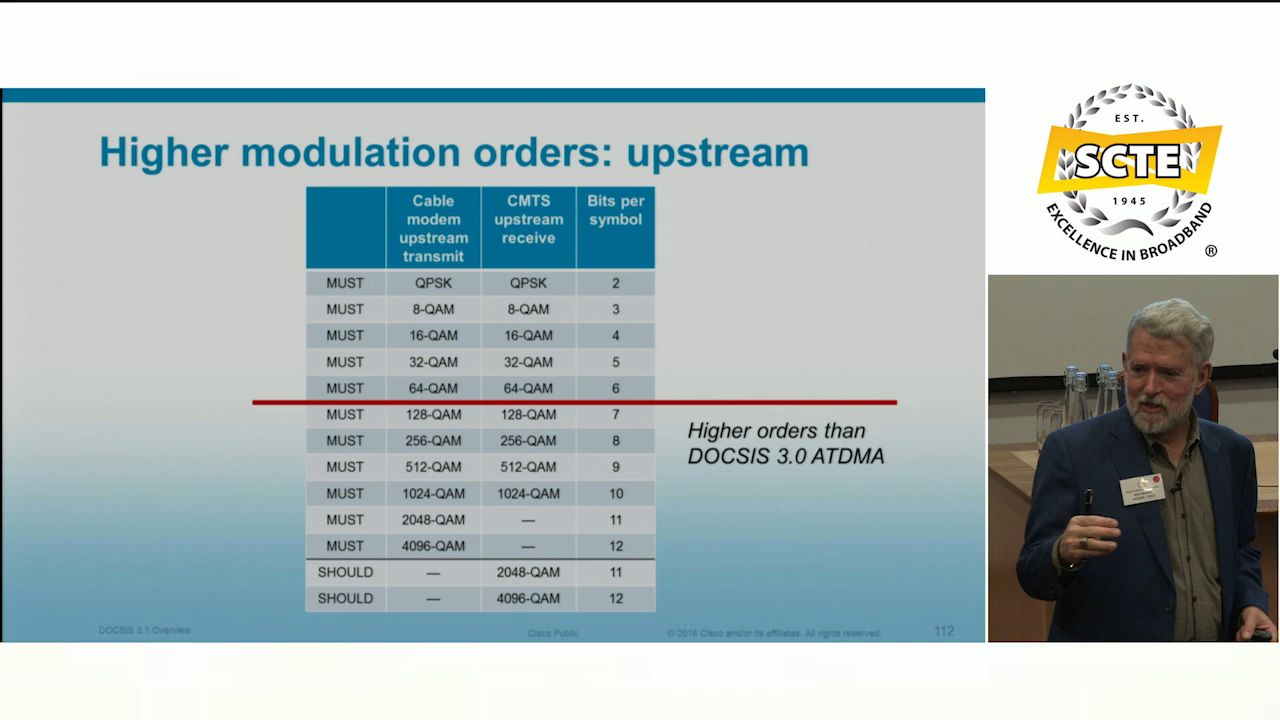 Higher modulation orders: upstream
Cable modem upstream transmit | CMTS upstream receive | Bits per symbol
MUST QPSK QPSK 2
MUST 8-QAM 8-QAM 3
MUST 16-QAM 16-QAM 4
MUST 32-QAM 32-QAM 5
MUST 64-QAM 64-QAM 6
MUST 128-QAM 128-QAM 7
MUST 256-QAM 256-QAM 8
MUST 512-QAM 512-QAM 9
MUST 1024-QAM 1024-QAM 10
MUST 2048-QAM — 11
MUST 4096-QAM — 12
SHOULD — 2048-QAM 11
SHOULD — 4096-QAM 12
Higher orders than
DOCSIS 3.0 ATDMA
DOCSIS 3.1 Overview
Cisco Public
© 2016 Cisco and/or its affiliates. All rights reserved.
112
EST.
SCTE
1945
EXCELLENCE IN BROADBAND
®